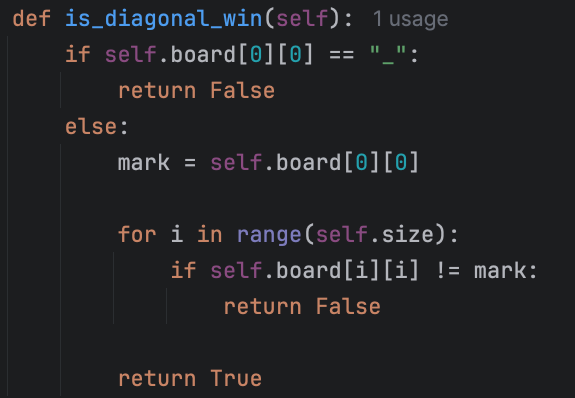 def is_diagonal_win(self): 1 usage
    if self.board[0][0] == "_":
        return False
    else:
        mark = self.board[0][0]

        for i in range(self.size):
            if self.board[i][i] != mark:
                return False

        return True